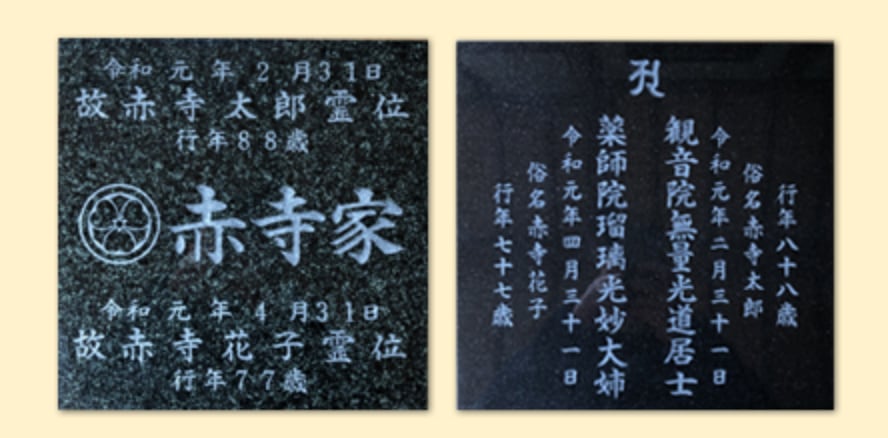 令和元年2月31日
故赤寺太郎霊位
行年88歳
赤寺家
令和元年4月31日
故赤寺花子霊位
行年77歳
行年八十八歳
俗名赤寺太郎
令和元年二月三十一日
観音院無量光道居士
薬師院瑠璃光妙大姉
令和元年四月三十一日
俗名赤寺花子
行年七十七歳